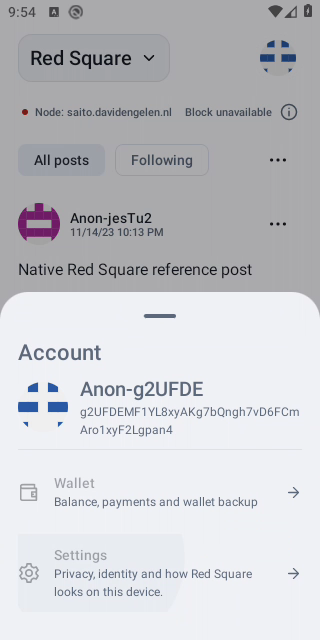 9:54
Red Square
Node: saito.davidengelen.nl Block unavailable
All posts Following
Anon-jesTu2
11/14/23 10:13 PM
Native Red Square reference post
Account
Anon-g2UFDE
g2UFDEMF1YL8xyAKg7bQngh7vD6FCm
Aro1xyF2Lgpan4
Wallet
Balance, payments and wallet backup
Settings
Privacy, identity and how Red Square
looks on this device.